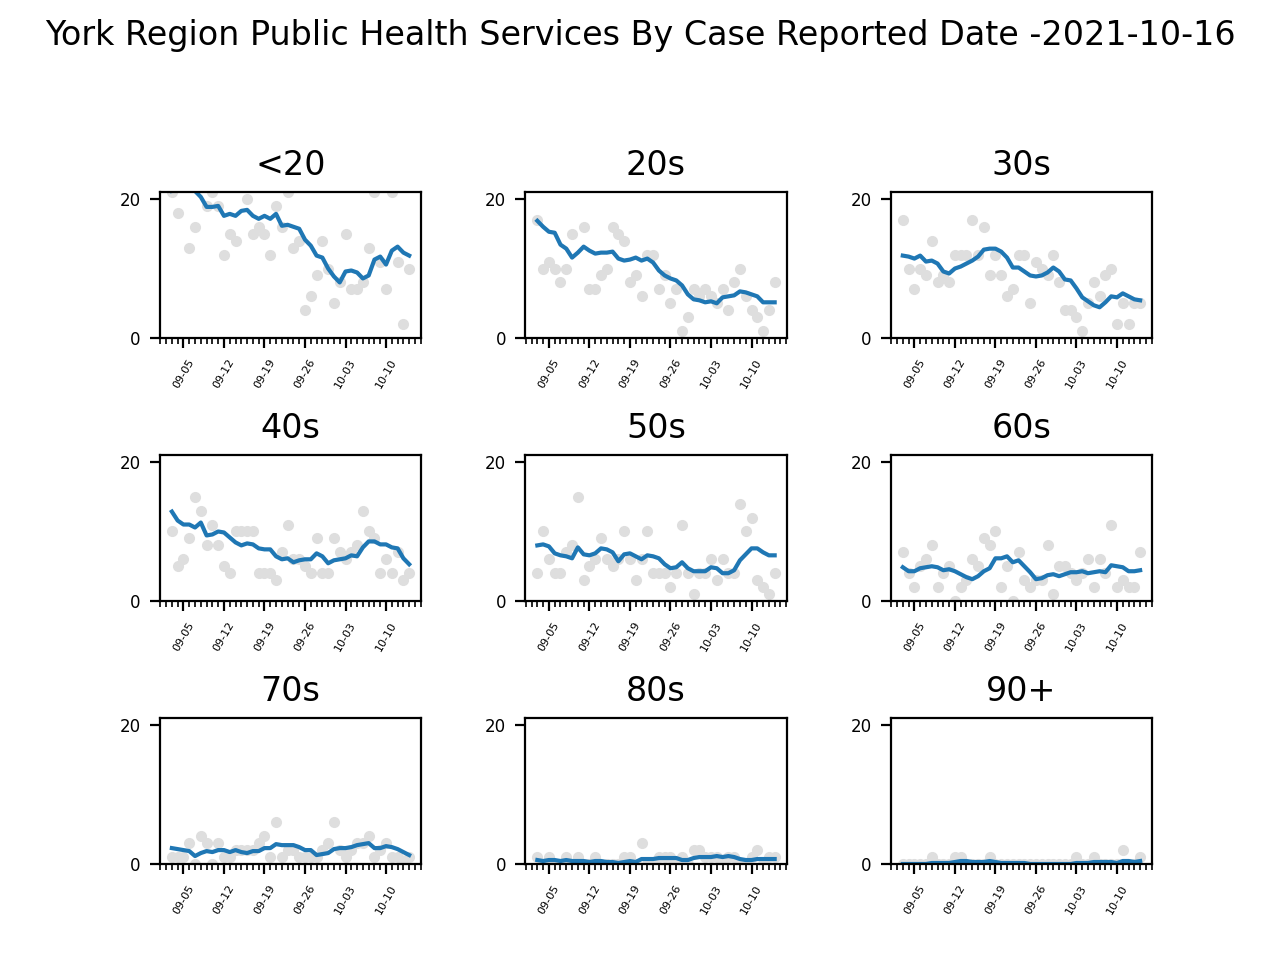 York Region Public Health Services By Case Reported Date -2021-10-16
<20 20s 30s
20 20 20
0 0 0
09-05 09-12 09-19 09-26 10-03 10-10 09-05 09-12 09-19 09-26 10-03 10-10 09-05 09-12 09-19 09-26 10-03 10-10
40s 50s 60s
20 20 20
0 0 0
09-05 09-12 09-19 09-26 10-03 10-10 09-05 09-12 09-19 09-26 10-03 10-10 09-05 09-12 09-19 09-26 10-03 10-10
70s 80s 90+
20 20 20
0 0 0
09-05 09-12 09-19 09-26 10-03 10-10 09-05 09-12 09-19 09-26 10-03 10-10 09-05 09-12 09-19 09-26 10-03 10-10